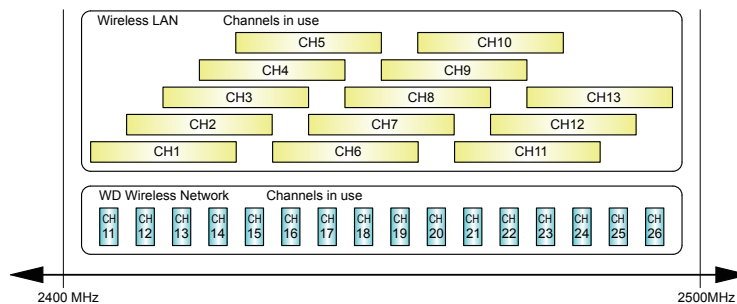 Wireless LAN Channels in use
CH5 CH10
CH4 CH9
CH3 CH8 CH13
CH2 CH7 CH12
CH1 CH6 CH11
WD Wireless Network Channels in use
CH CH CH CH CH CH CH CH CH CH CH CH CH CH CH CH
11 12 13 14 15 16 17 18 19 20 21 22 23 24 25 26
2400 MHz 2500MHz